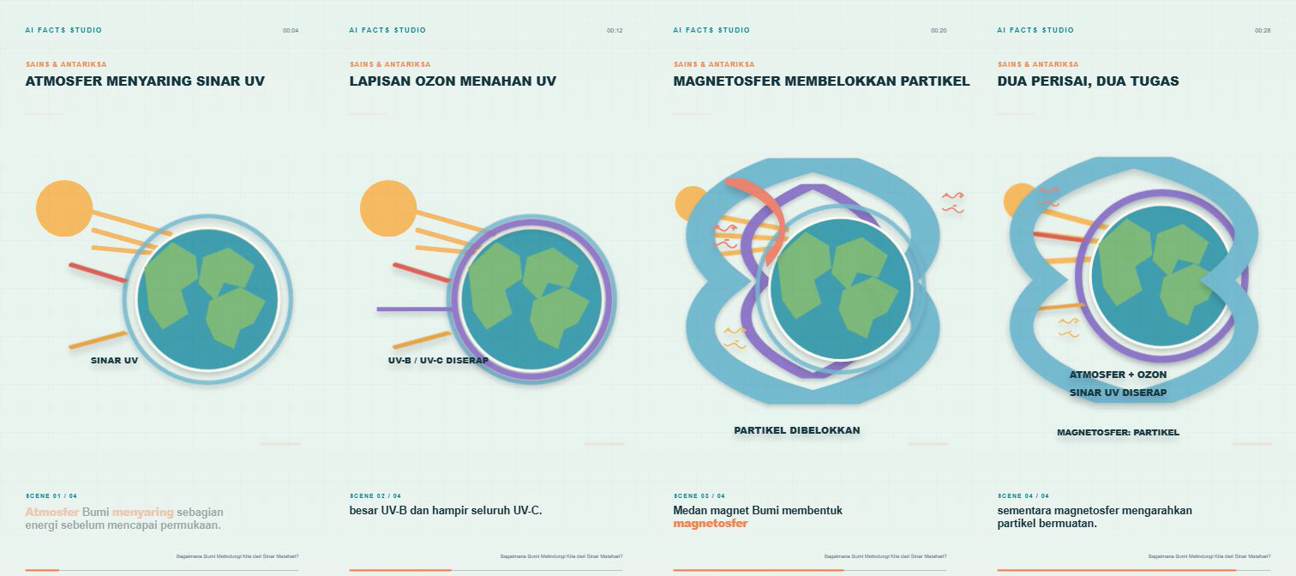 AI FACTS STUDIO
00:04
SAINS & ANTARIKSA
ATMOSFER MENYARING SINAR UV
SINAR UV
SCENE 01 / 04
Atmosfer Bumi menyaring sebagian
energi sebelum mencapai permukaan.
Bagaimana Bumi Melindungi Kita dari Sinar Matahari?
AI FACTS STUDIO
00:12
SAINS & ANTARIKSA
LAPISAN OZON MENAHAN UV
UV-B / UV-C DISERAP
SCENE 02 / 04
besar UV-B dan hampir seluruh UV-C.
Bagaimana Bumi Melindungi Kita dari Sinar Matahari?
AI FACTS STUDIO
00:20
SAINS & ANTARIKSA
MAGNETOSFER MEMBELOKKAN PARTIKEL
PARTIKEL DIBELOKKAN
SCENE 03 / 04
Medan magnet Bumi membentuk
magnetosfer
Bagaimana Bumi Melindungi Kita dari Sinar Matahari?
AI FACTS STUDIO
00:28
SAINS & ANTARIKSA
DUA PERISAI, DUA TUGAS
ATMOSFER + OZON
SINAR UV DISERAP
MAGNETOSFER: PARTIKEL
SCENE 04 / 04
sementara magnetosfer mengarahkan
partikel bermuatan.
Bagaimana Bumi Melindungi Kita dari Sinar Matahari?